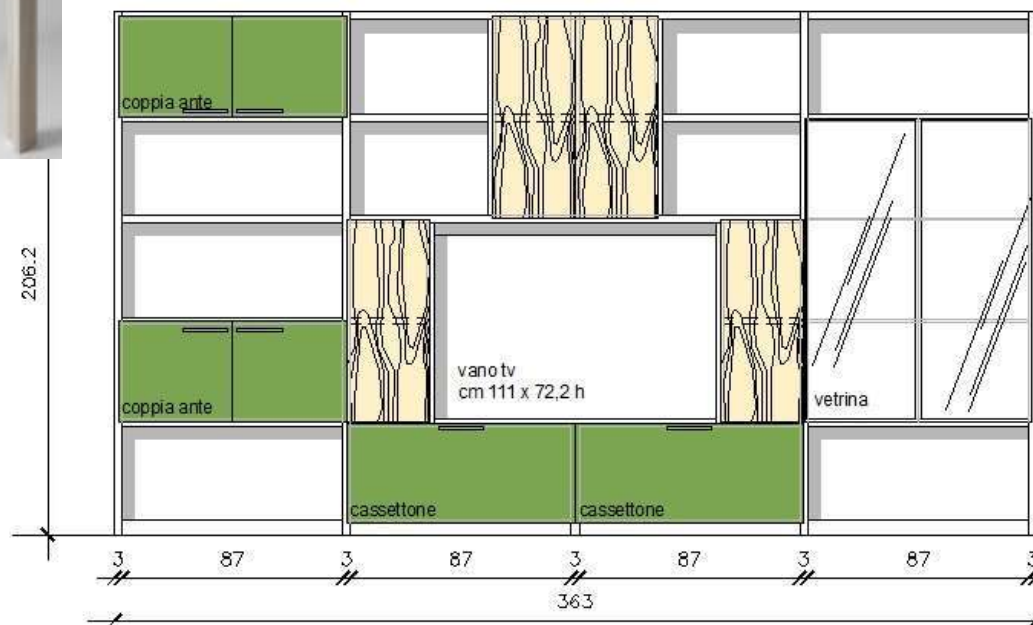 coppia ante
206.2
vano tv
cm 111 x 72,2 h
coppia ante
vetrina
cassettone
cassettone
3 87 3 87 3 87 3 87 3
363